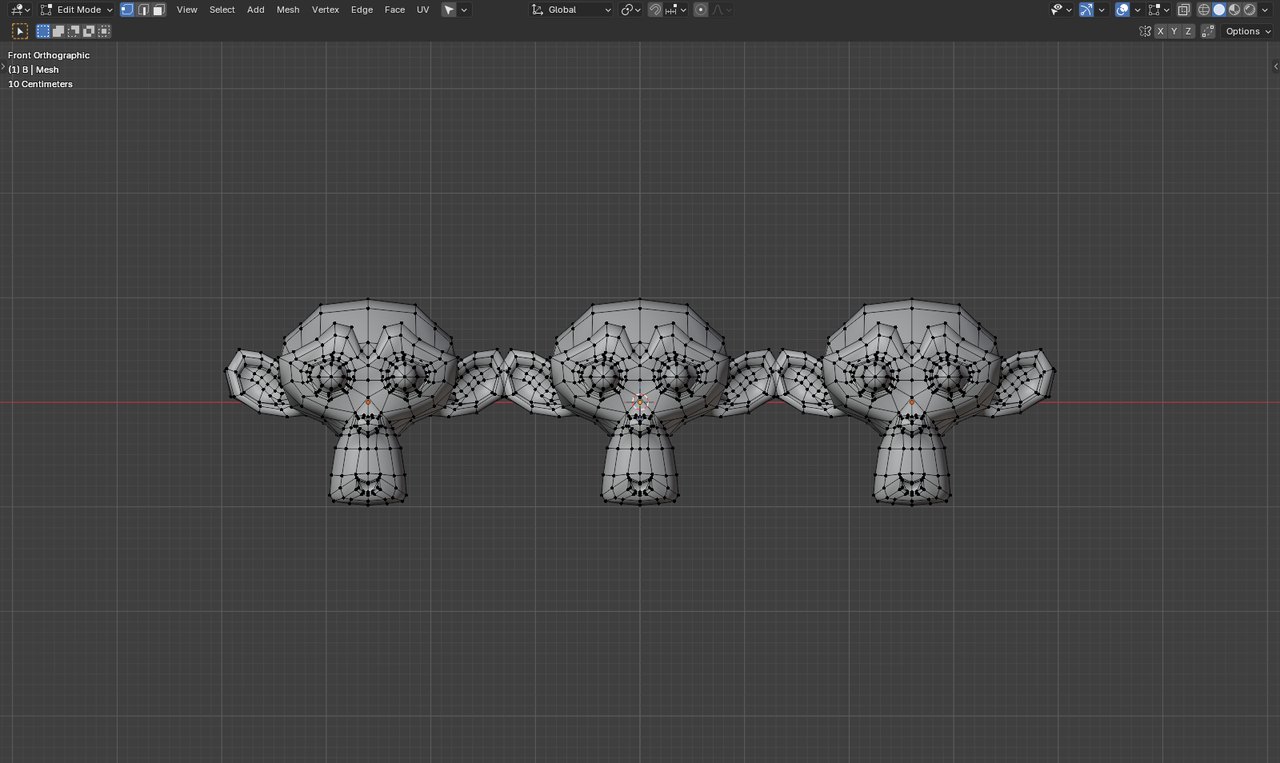 Edit Mode View Select Add Mesh Vertex Edge Face UV Global
X Y Z Options
Front Orthographic
(1) B | Mesh
10 Centimeters